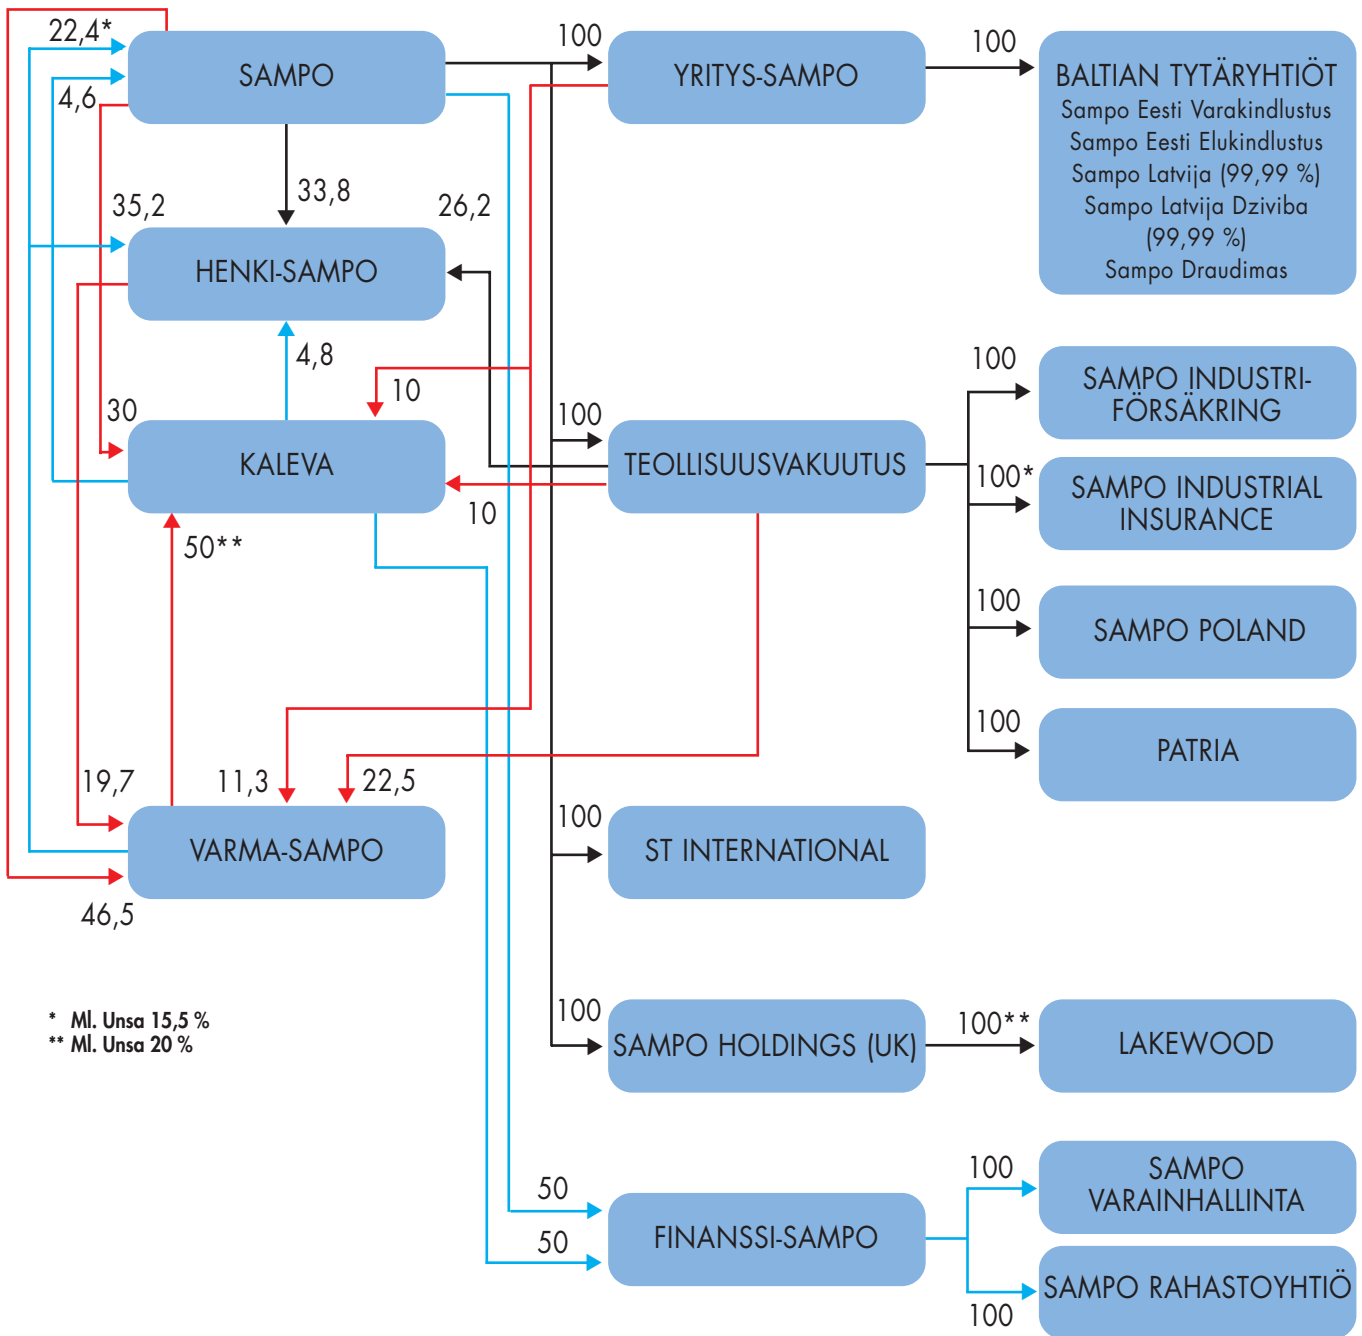 22,4*
SAMPO
4,6
100
YRITYS-SAMPO
100
BALTIAN TYTÄRYHTIÖT
Sampo Eesti Varakindlustus
Sampo Eesti Elukindlustus
Sampo Latvija (99,99 %)
Sampo Latvija Dziviba
(99,99 %)
Sampo Draudimas
33,8
35,2
26,2
HENKI-SAMPO
4,8
10
30
KALEVA
10
50**
100
TEOLLISUUSVAKUUTUS
100
SAMPO INDUSTRI-
FÖRSÄKRING
100*
SAMPO INDUSTRIAL
INSURANCE
100
SAMPO POLAND
100
PATRIA
19,7
11,3
22,5
VARMA-SAMPO
46,5
100
ST INTERNATIONAL
* Ml. Unsa 15,5 %
** Ml. Unsa 20 %
100
SAMPO HOLDINGS (UK)
100**
LAKEWOOD
50
50
FINANSSI-SAMPO
100
SAMPO
VARAINHALLINTA
SAMPO RAHASTOYHTIÖ
100